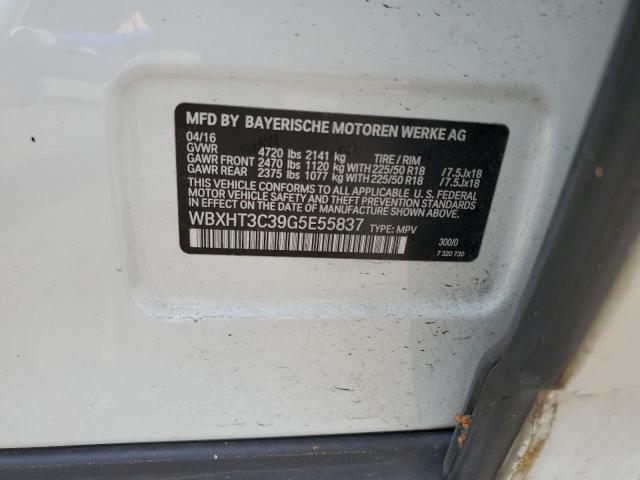 MFD BY BAYERISCHE MOTOREN WERKE AG
04/16
GVWR 4720 lbs 2141 kg TIRE / RIM
GAWR FRONT 2470 lbs 1120 kg WITH 225/50 R18 /7.5Jx18
GAWR REAR 2375 lbs 1077 kg WITH 225/50 R18 /7.5Jx18
THIS VEHICLE CONFORMS TO ALL APPLICABLE FEDERAL
MOTOR VEHICLE SAFETY, BUMPER, AND THEFT PREVENTION
STANDARDS IN EFFECT ON THE DATE OF MANUFACTURE SHOWN ABOVE.
WBXHT3C39G5E55837 TYPE: MPV
300/0
7 320 730